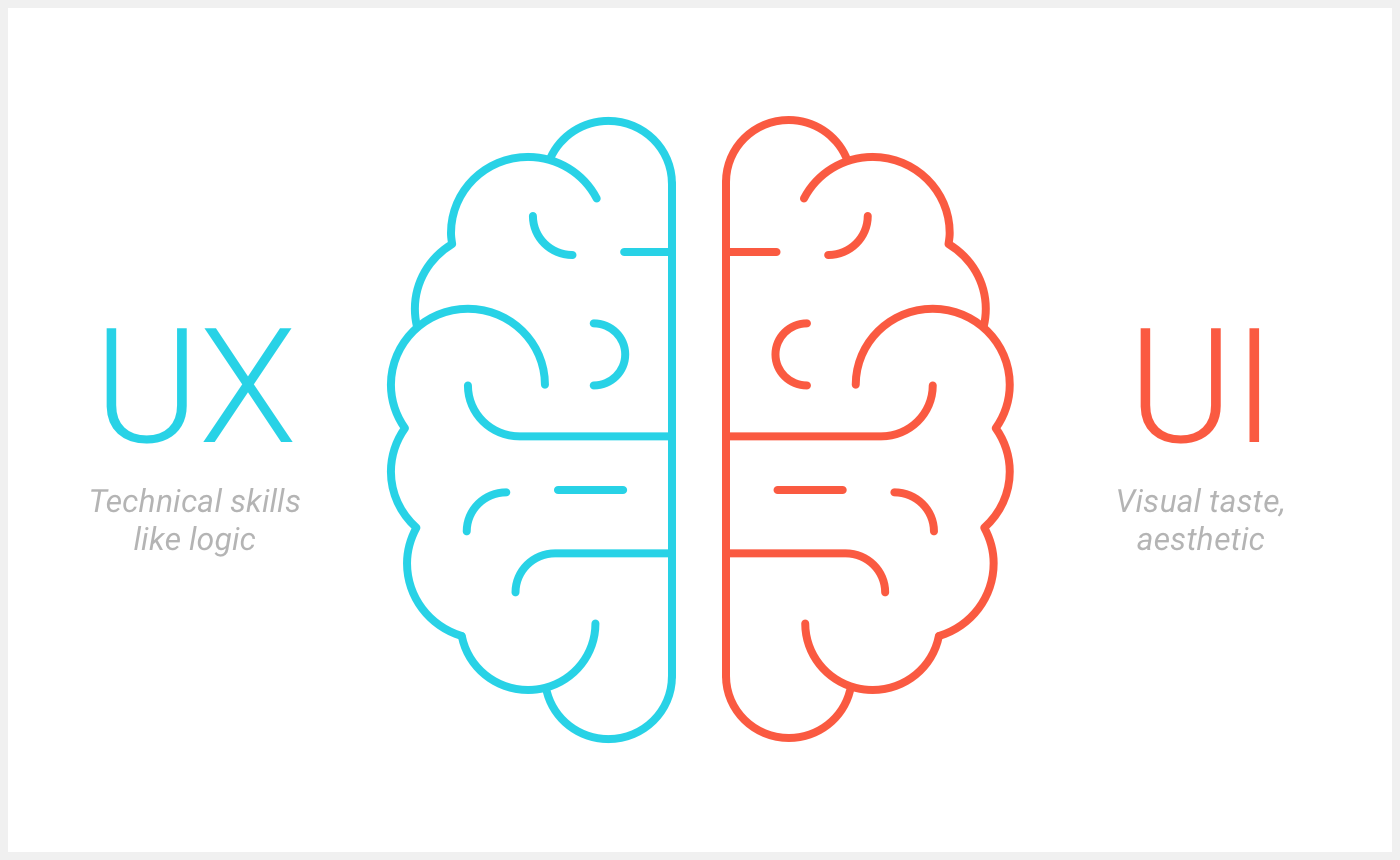 UX
Technical skills
like logic
UI
Visual taste,
aesthetic